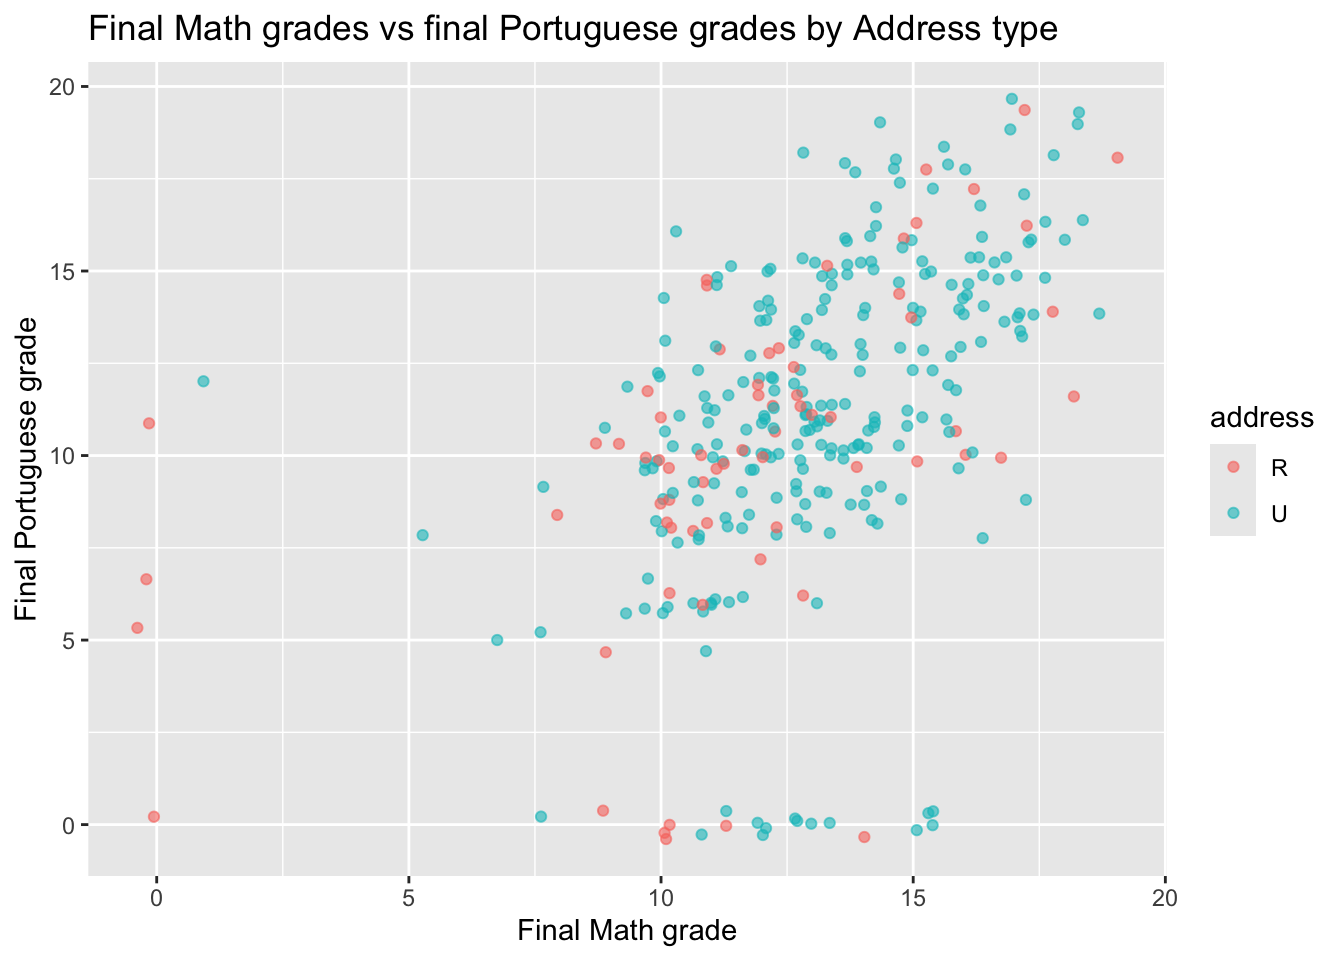 Final Math grades vs final Portuguese grades by Address type
20
15
10
5
0
Final Portuguese grade
0 5 10 15 20
Final Math grade
address
R
U